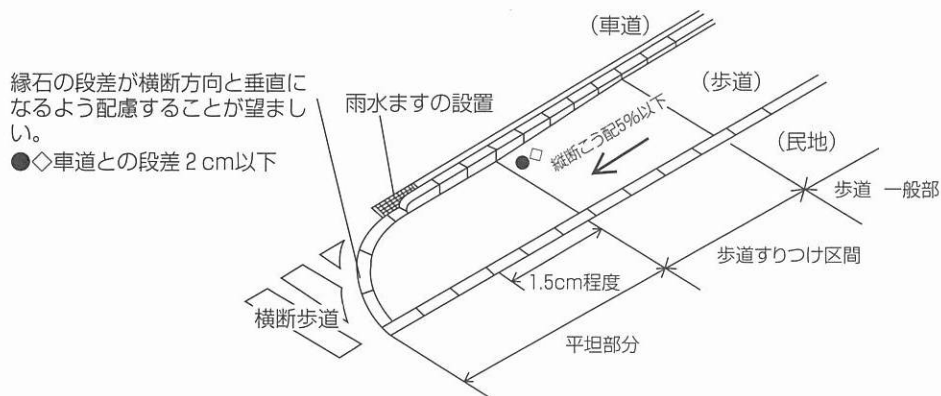 (車道)
縁石の段差が横断方向と垂直に
なるよう配慮することが望まし
い。
●◇車道との段差2cm以下
雨水ますの設置
(歩道)
●◇縦断こう配5%以下
(民地)
歩道 一般部
歩道すりつけ区間
1.5cm程度
横断歩道
平坦部分